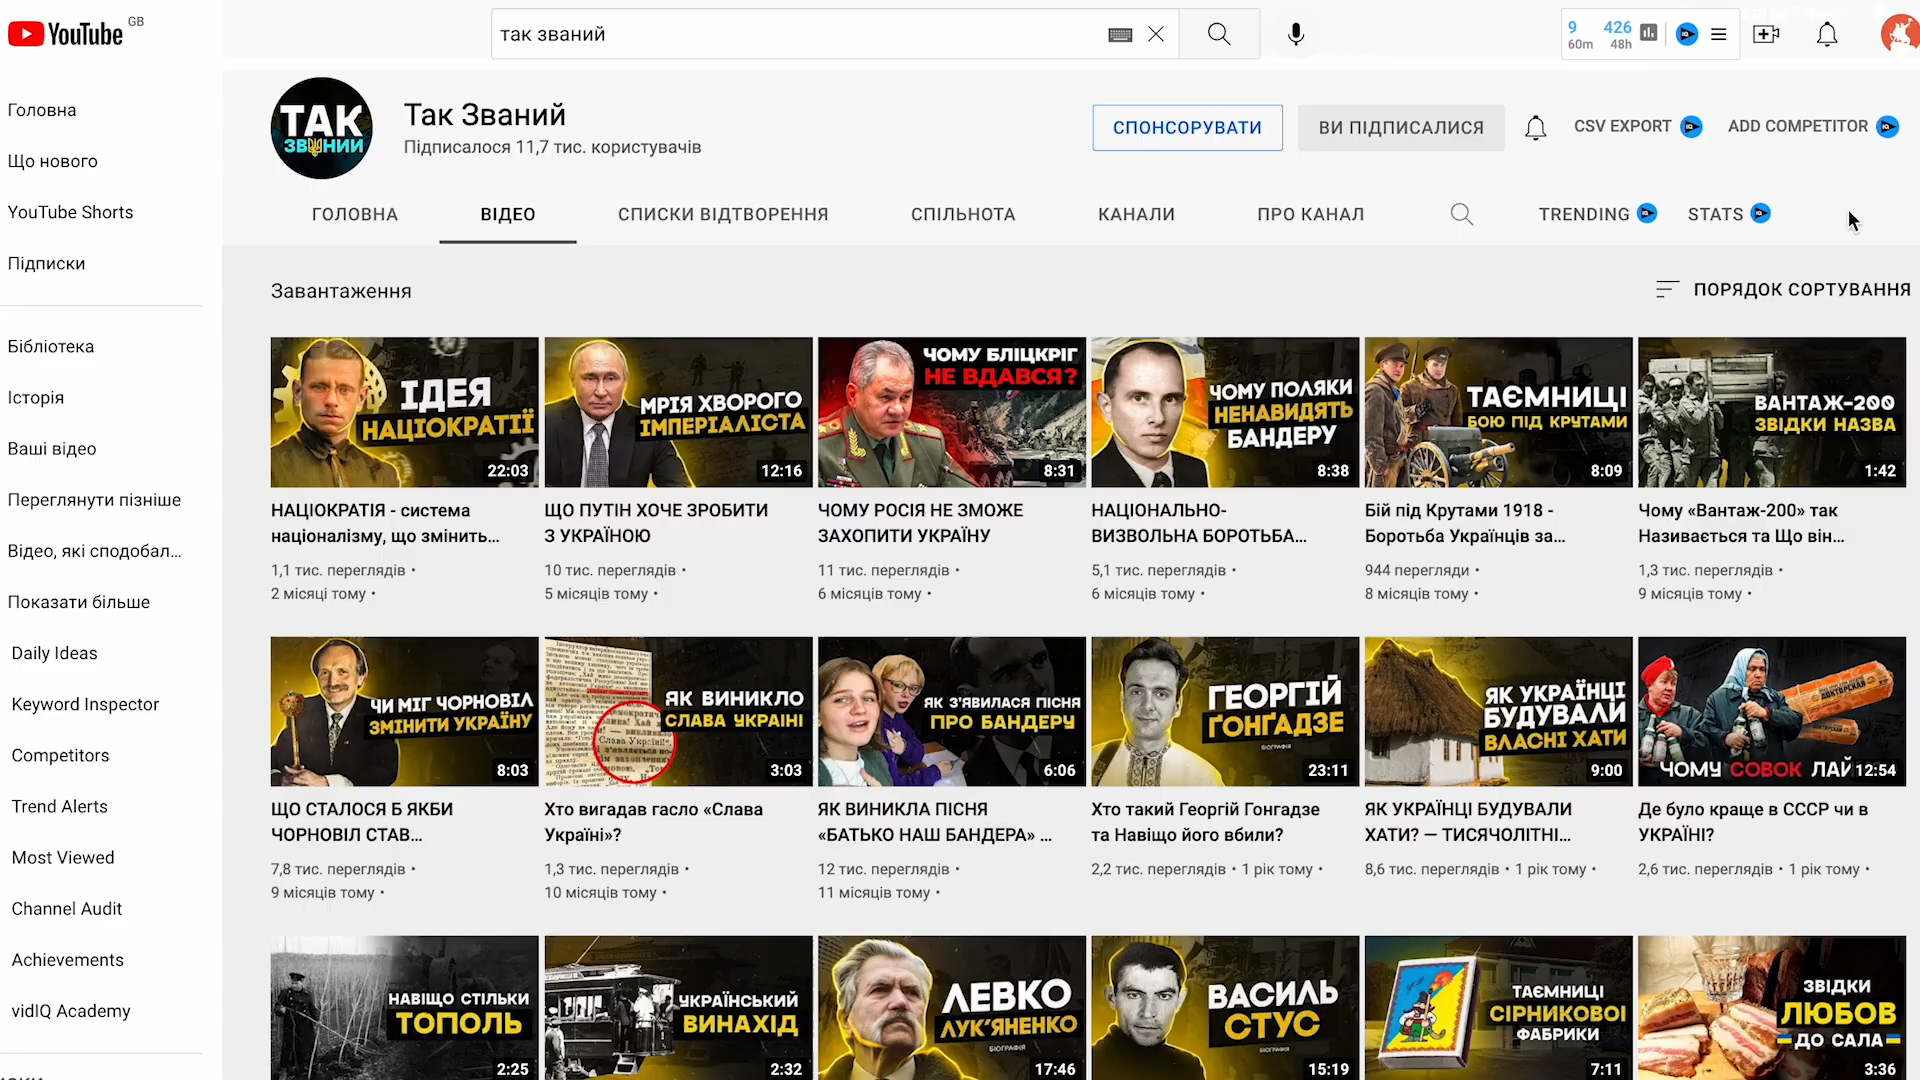 YouTube
GB
так званий
9
60m
426
48h
Головна
Що нового
YouTube Shorts
Підписки
Бібліотека
Історія
Ваші відео
Переглянути пізніше
Відео, які сподобал...
Показати більше
Daily Ideas
Keyword Inspector
Competitors
Trend Alerts
Most Viewed
Channel Audit
Achievements
vidIQ Academy
ТАК
ЗВАНИЙ
Так Званий
Підписалося 11,7 тис. користувачів
СПОНСОРУВАТИ
ВИ ПІДПИСАЛИСЯ
CSV EXPORT
ADD COMPETITOR
ГОЛОВНА
ВІДЕО
СПИСКИ ВІДТВОРЕННЯ
СПІЛЬНОТА
КАНАЛИ
ПРО КАНАЛ
TRENDING
STATS
Завантаження
ПОРЯДОК СОРТУВАННЯ
ІДЕЯ
НАЦІОКРАТІЇ
22:03
НАЦІОКРАТІЯ - система
націоналізму, що змінить...
1,1 тис. переглядів •
2 місяці тому •
МРІЯ ХВОРОГО
ІМПЕРІАЛІСТА
12:16
ЩО ПУТІН ХОЧЕ ЗРОБИТИ
З УКРАЇНОЮ
10 тис. переглядів •
5 місяців тому •
ЧОМУ БЛІЦКРІГ
НЕ ВДАВСЯ?
8:31
ЧОМУ РОСІЯ НЕ ЗМОЖЕ
ЗАХОПИТИ УКРАЇНУ
11 тис. переглядів •
6 місяців тому •
ЧОМУ ПОЛЯКИ
НЕНАВИДЯТЬ
БАНДЕРУ
8:38
НАЦІОНАЛЬНО-
ВИЗВОЛЬНА БОРОТЬБА...
5,1 тис. переглядів •
6 місяців тому •
ТАЄМНИЦІ
БОЮ ПІД КРУТАМИ
8:09
Бій під Крутами 1918 -
Боротьба Українців за...
944 перегляди •
8 місяців тому •
ВАНТАЖ-200
ЗВІДКИ НАЗВА
1:42
Чому «Вантаж-200» так
Називається та Що він...
1,3 тис. переглядів •
9 місяців тому •
ЧИ МІГ ЧОРНОВІЛ
ЗМІНИТИ УКРАЇНУ
8:03
ЩО СТАЛОСЯ Б ЯКБИ
ЧОРНОВІЛ СТАВ...
7,8 тис. переглядів •
9 місяців тому •
ЯК ВИНИКЛО
СЛАВА УКРАЇНІ
3:03
Хто вигадав гасло «Слава
Україні»?
1,3 тис. переглядів •
10 місяців тому •
ЯК З'ЯВИЛАСЯ ПІСНЯ
ПРО БАНДЕРУ
6:06
ЯК ВИНИКЛА ПІСНЯ
«БАТЬКО НАШ БАНДЕРА» ...
12 тис. переглядів •
11 місяців тому •
ГЕОРГІЙ
ҐОНҐАДЗЕ
БІОГРАФІЯ
23:11
Хто такий Георгій Гонгадзе
та Навіщо його вбили?
2,2 тис. переглядів • 1 рік тому •
ЯК УКРАЇНЦІ
БУДУВАЛИ
ВЛАСНІ ХАТИ
9:00
ЯК УКРАЇНЦІ БУДУВАЛИ
ХАТИ? — ТИСЯЧОЛІТНІ...
8,6 тис. переглядів • 1 рік тому •
ДОКТОРСКАЯ
ЧОМУ СОВОК ЛАЙ
12:54
Де було краще в СССР чи в
УКРАЇНІ?
2,6 тис. переглядів • 1 рік тому •
НАВІЩО СТІЛЬКИ
ТОПОЛЬ
2:25
УКРАЇНСЬКИЙ
ВИНАХІД
2:32
ЛЕВКО
ЛУК'ЯНЕНКО
БІОГРАФІЯ
17:46
ВАСИЛЬ
СТУС
БІОГРАФІЯ
15:19
ТАЄМНИЦІ
СІРНИКОВОЇ
ФАБРИКИ
7:11
ЗВІДКИ
ЛЮБОВ
ДО САЛА
3:36